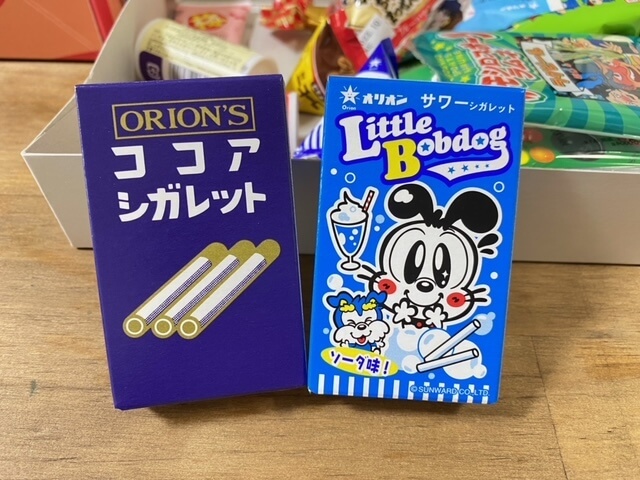 ORION'S
ココア
シガレット
オリオン サワーシガレット
Orion
Little
Bobdog
ソーダ味!
©SUNWARD CO.,LTD.